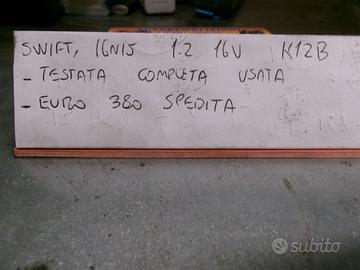 SWIFT, IGNIS 1.2 16V K12B
- TESTATA COMPLETA USATA
- EURO 380 SPEDITA
subito